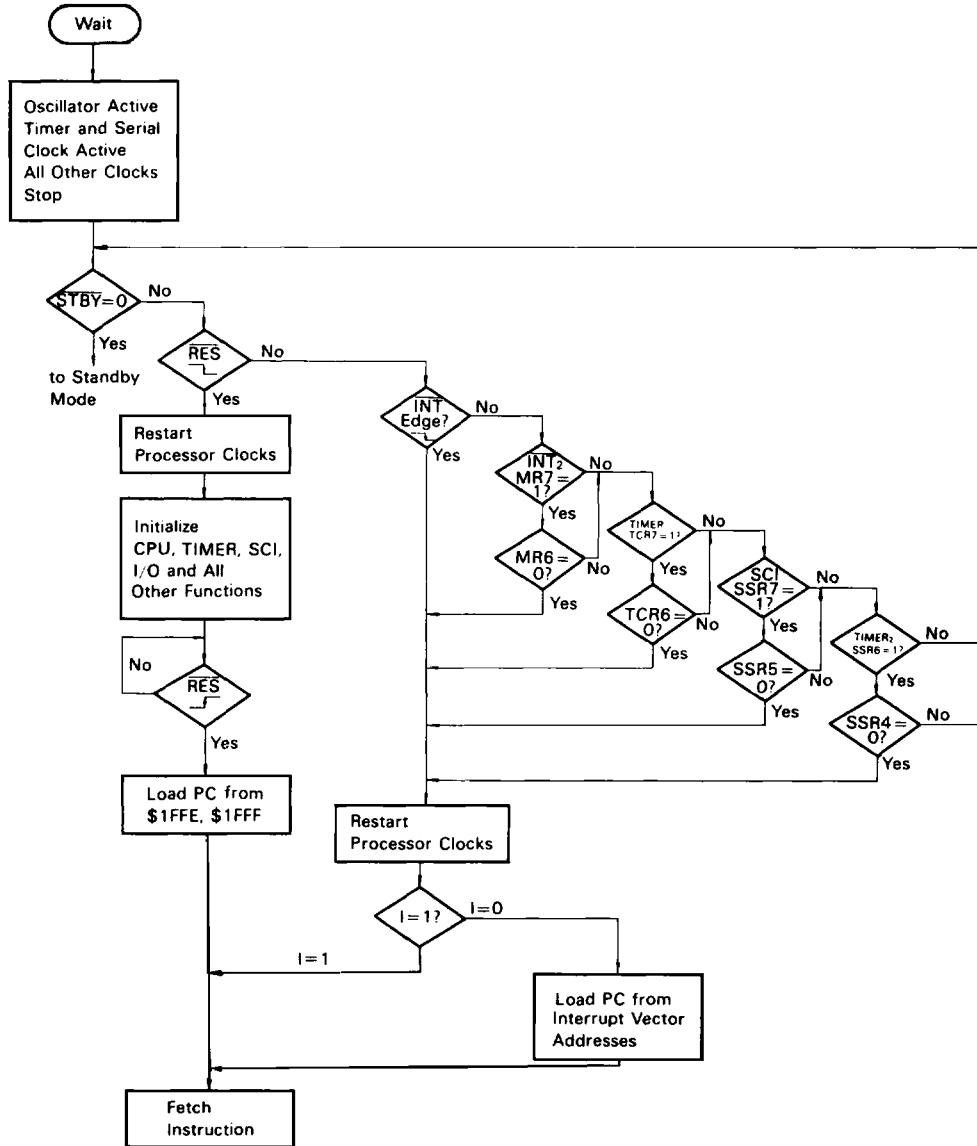 Wait
Oscillator Active
Timer and Serial
Clock Active
All Other Clocks
Stop
STBY=0
No
Yes
to Standby
Mode
RES
No
Yes
Restart
Processor Clocks
Initialize
CPU, TIMER, SCI,
I/O and All
Other Functions
No
RES
Yes
Load PC from
$1FFE, $1FFF
INT
Edge?
No
Yes
INT2
MR7=
1?
No
Yes
MR6=
0?
No
Yes
TIMER
TCR7=1?
No
Yes
TCR6=
0?
No
Yes
SCI
SSR7=
1?
No
Yes
SSR5=
0?
No
Yes
TIMER2
SSR6=1?
No
Yes
SSR4=
0?
No
Yes
Restart
Processor Clocks
I=1?
I=0
I=1
Load PC from
Interrupt Vector
Addresses
Fetch
Instruction